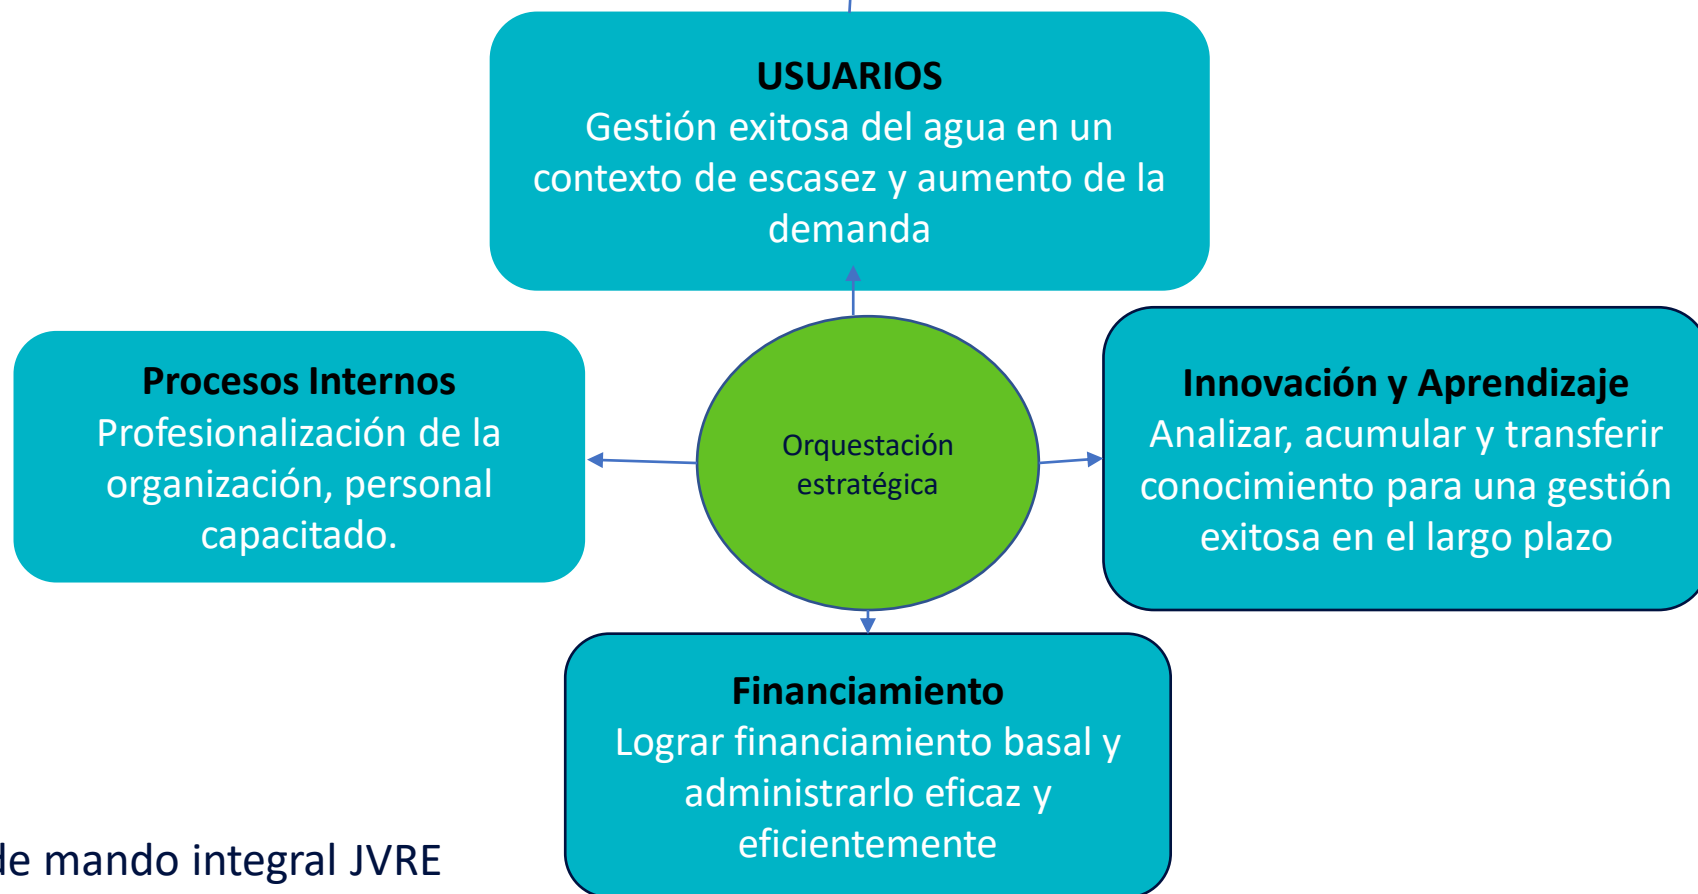 USUARIOS
Gestión exitosa del agua en un
contexto de escasez y aumento de la
demanda
Procesos Internos
Profesionalización de la
organización, personal
capacitado.
Orquestación
estratégica
Innovación y Aprendizaje
Analizar, acumular y transferir
conocimiento para una gestión
exitosa en el largo plazo
Financiamiento
Lograr financiamiento basal y
administrarlo eficaz y
eficientemente
de mando integral JVRE